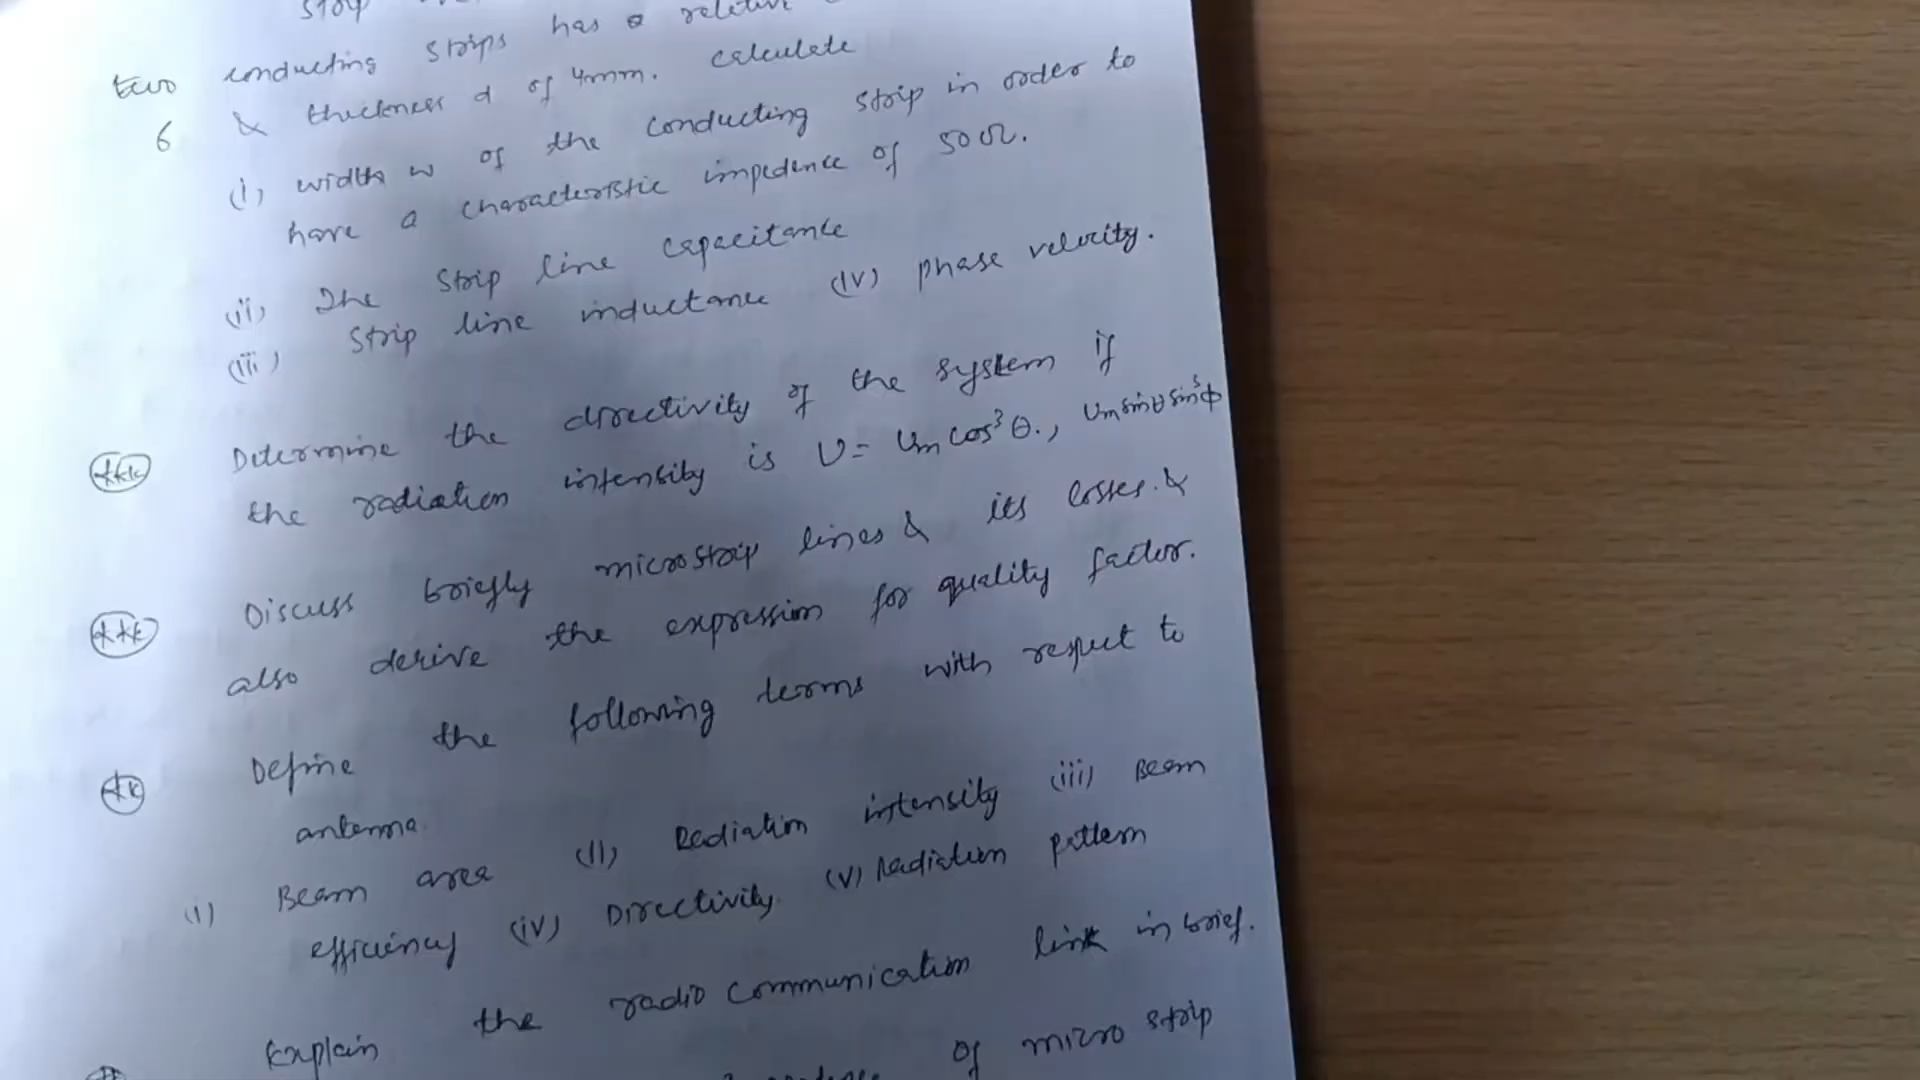 two conducting strips has a relative
6 & thickness d of 4mm. calculate
(i) width w of the conducting strip in order to
have a characteristic impedence of 50Ω.
(ii) The strip line capacitance
(iii) strip line inductance (iv) phase velocity.
*** Determine the directivity of the system if
the radiation intensity is U = Um cos³θ., Um sinθ sin³ϕ
*** Discuss briefly microstrip lines & its losses. &
also derive the expression for quality factor.
** Define the following terms with respect to
antenna.
(i) Beam area (ii) Radiation intensity (iii) Beam
efficiency (iv) Directivity. (v) Radiation pattern
Explain the radio communication link in brief.
of micro strip